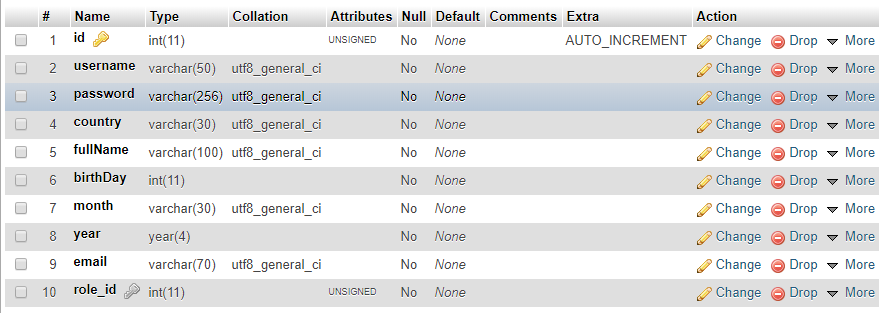 # Name Type Collation Attributes Null Default Comments Extra Action
1 id int(11) UNSIGNED No None AUTO_INCREMENT Change Drop More
2 username varchar(50) utf8_general_ci No None Change Drop More
3 password varchar(256) utf8_general_ci No None Change Drop More
4 country varchar(30) utf8_general_ci No None Change Drop More
5 fullName varchar(100) utf8_general_ci No None Change Drop More
6 birthDay int(11) No None Change Drop More
7 month varchar(30) utf8_general_ci No None Change Drop More
8 year year(4) No None Change Drop More
9 email varchar(70) utf8_general_ci No None Change Drop More
10 role_id int(11) UNSIGNED No None Change Drop More